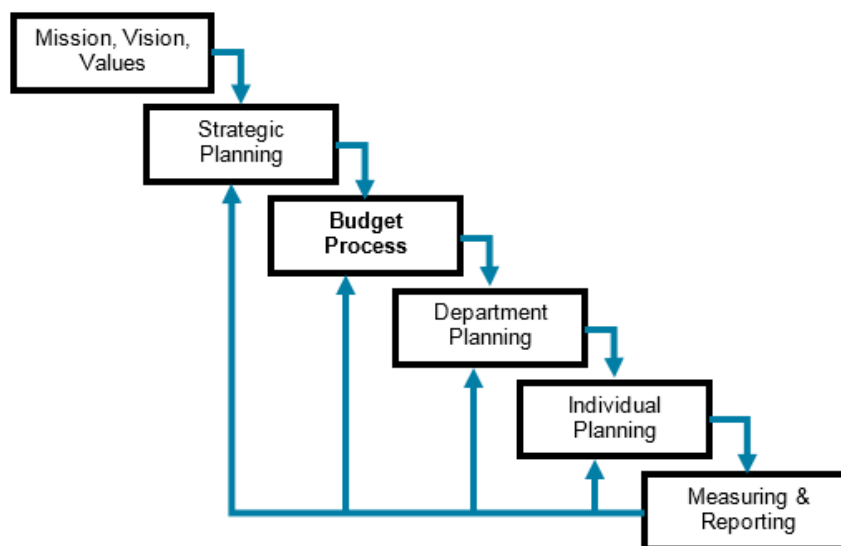 Mission, Vision,
Values
Strategic
Planning
Budget
Process
Department
Planning
Individual
Planning
Measuring &
Reporting